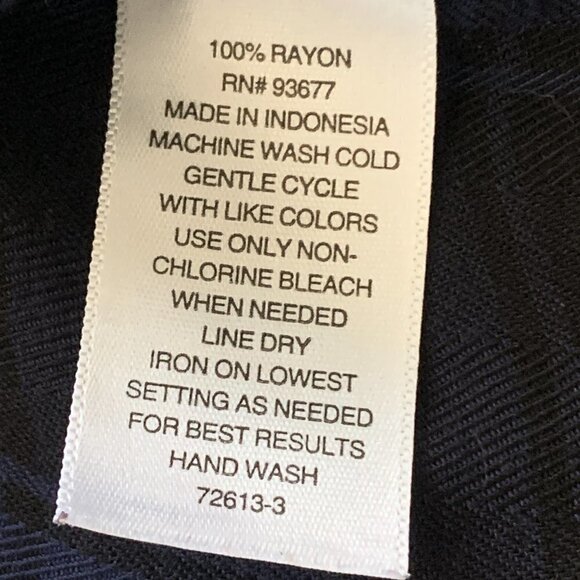 100% RAYON
RN# 93677
MADE IN INDONESIA
MACHINE WASH COLD
GENTLE CYCLE
WITH LIKE COLORS
USE ONLY NON-
CHLORINE BLEACH
WHEN NEEDED
LINE DRY
IRON ON LOWEST
SETTING AS NEEDED
FOR BEST RESULTS
HAND WASH
72613-3